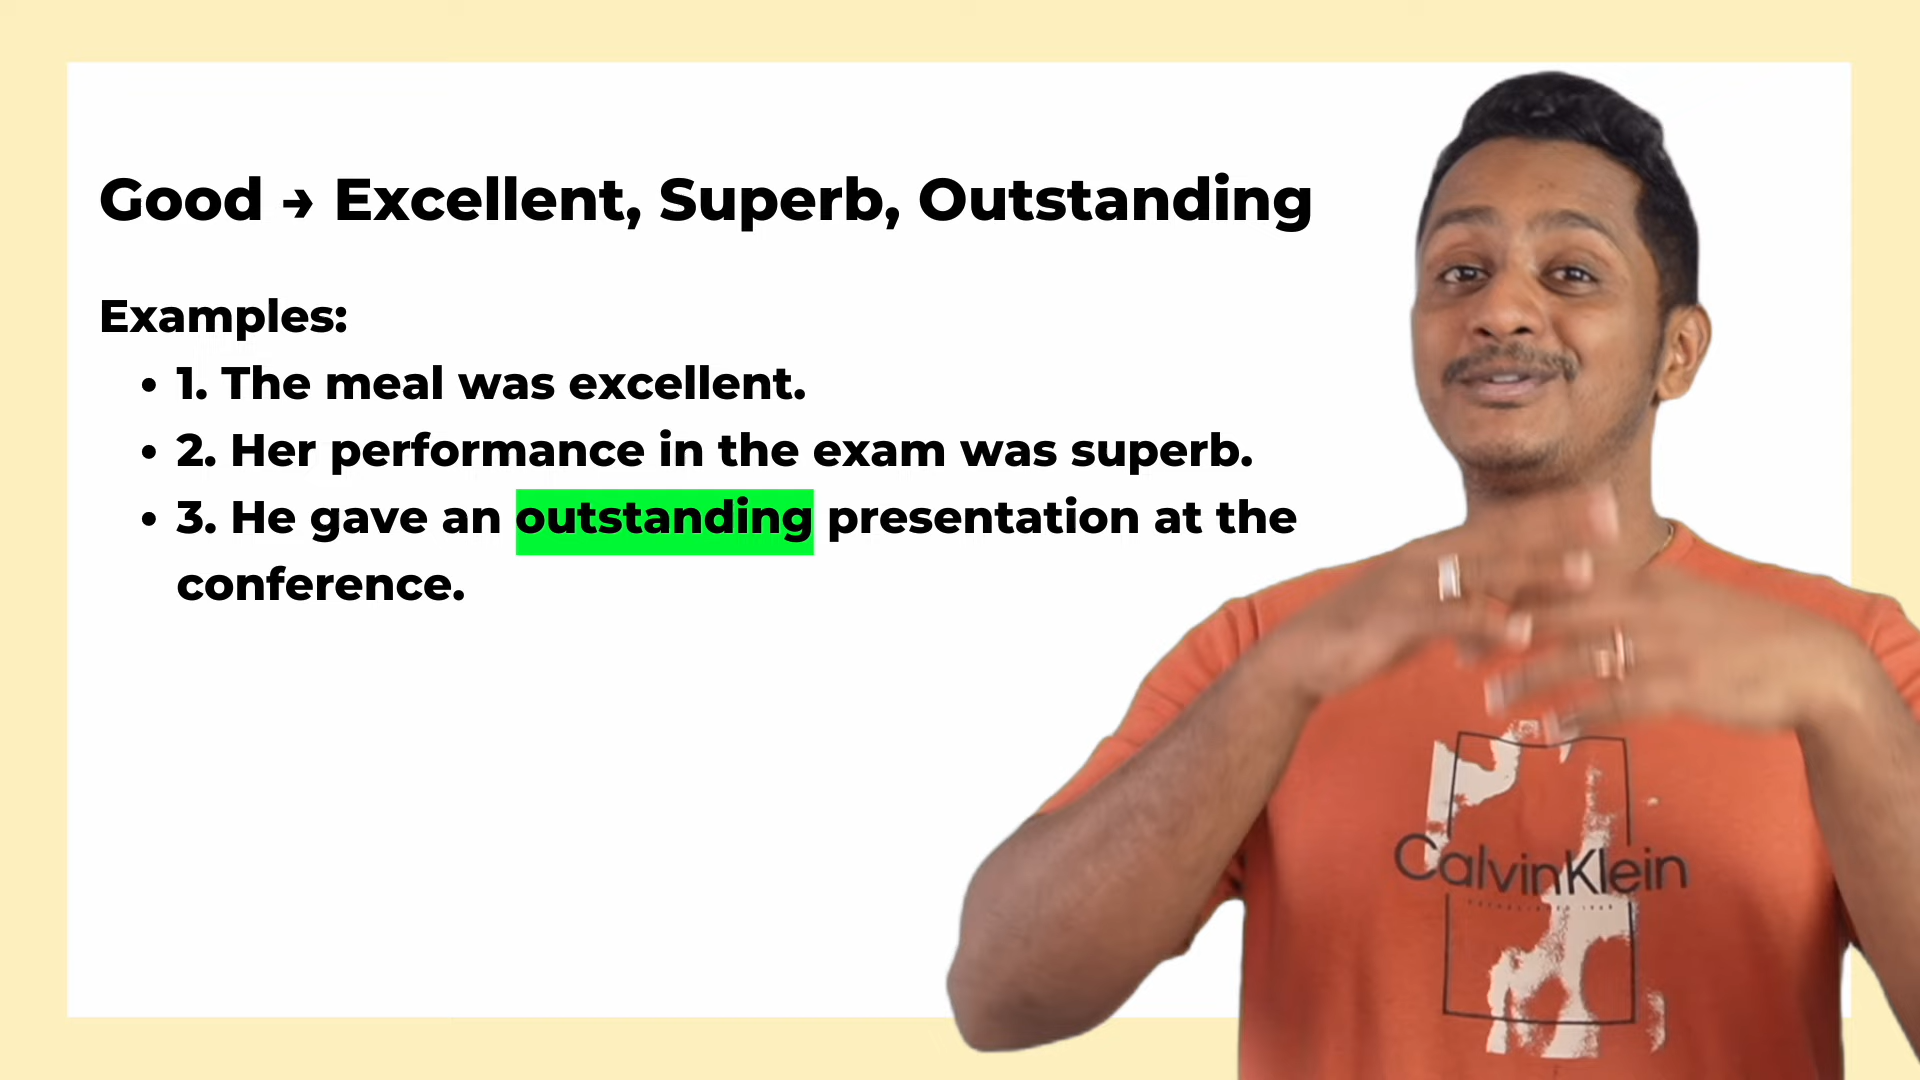 Good → Excellent, Superb, Outstanding
Examples:
• 1. The meal was excellent.
• 2. Her performance in the exam was superb.
• 3. He gave an outstanding presentation at the
conference.
CalvinKlein